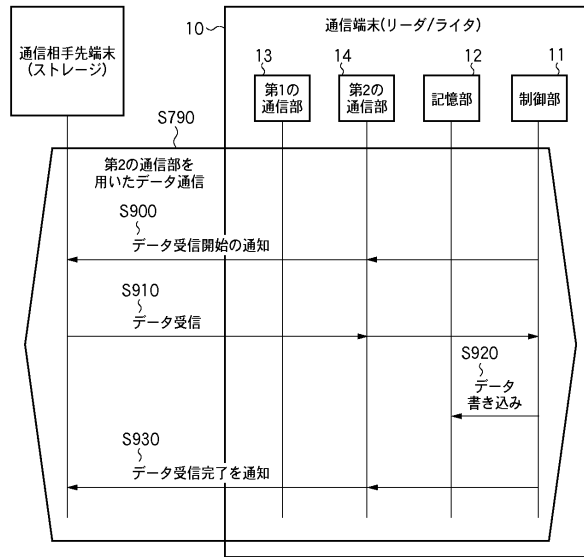 通信相手先端末
(ストレージ)
10
通信端末(リーダ/ライタ)
13
14
12
11
第1の
通信部
第2の
通信部
記憶部
制御部
S790
第2の通信部を
用いたデータ通信
S900
データ受信開始の通知
S910
データ受信
S920
データ
書き込み
S930
データ受信完了を通知